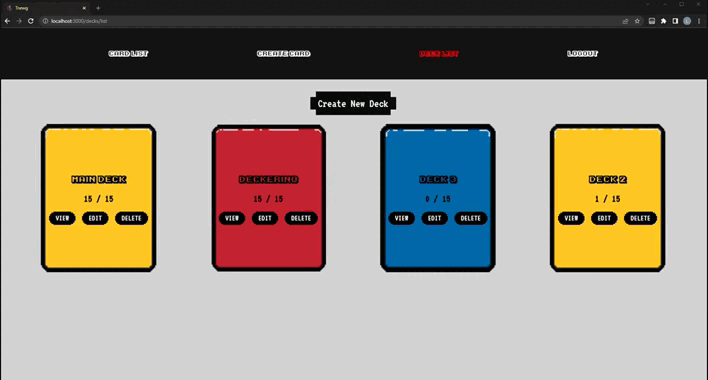 Tnewg
localhost:3000/decks/list
CARD LIST
CREATE CARD
DECK LIST
LOGOUT
Create New Deck
MAIN DECK
15 / 15
VIEW EDIT DELETE
DECKERINO
15 / 15
VIEW EDIT DELETE
DECK 3
0 / 15
VIEW EDIT DELETE
DECK 2
1 / 15
VIEW EDIT DELETE